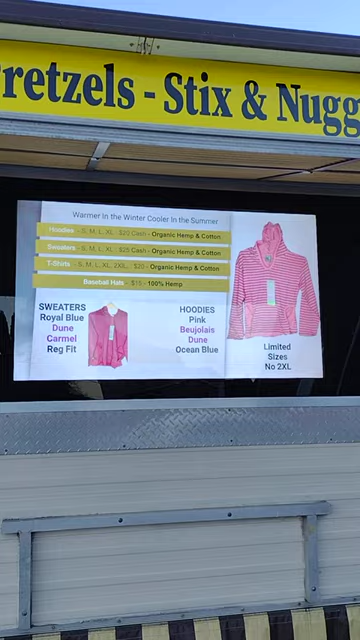 retzels - Stix & Nugg
Warmer In the Winter Cooler In the Summer
Hoodies - S, M, L, XL - $20 Cash - Organic Hemp & Cotton
Sweaters - S, M, L, XL - $25 Cash - Organic Hemp & Cotton
T-Shirts - S, M, L, XL, 2XL - $20 - Organic Hemp & Cotton
Baseball Hats - $15 - 100% Hemp
SWEATERS
Royal Blue
Dune
Carmel
Reg Fit
HOODIES
Pink
Beujolais
Dune
Ocean Blue
Limited
Sizes
No 2XL